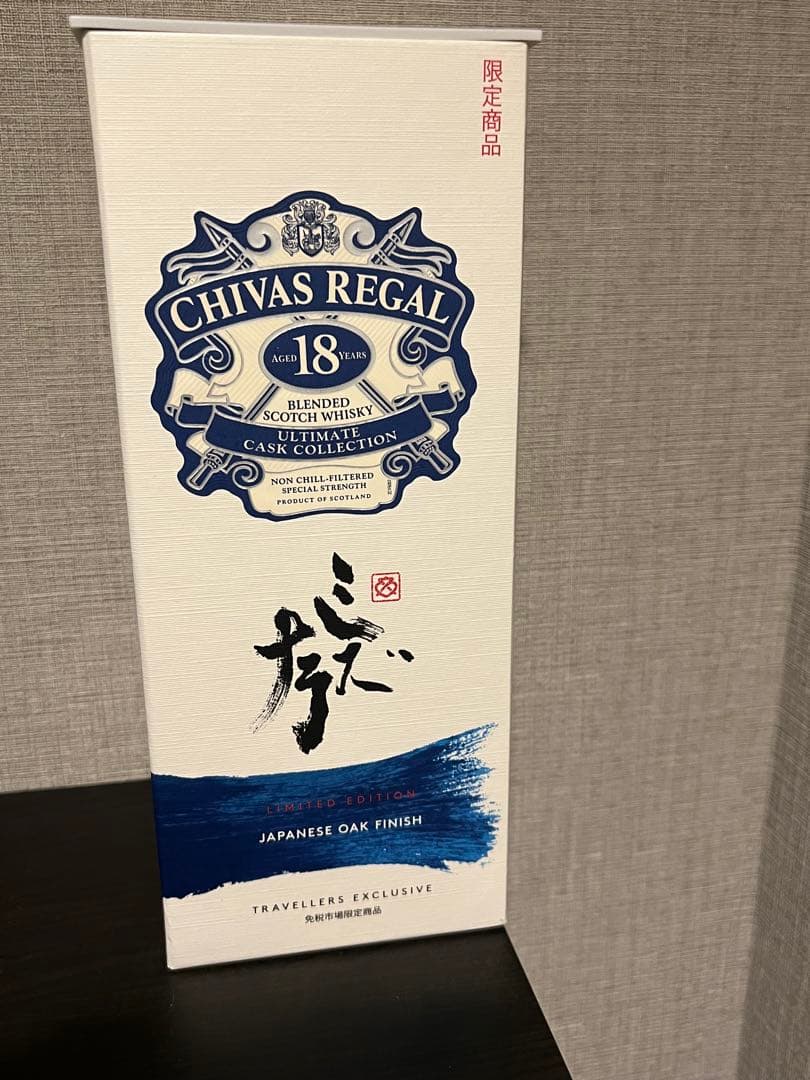 限定商品
CHIVAS REGAL
AGED 18 YEARS
BLENDED
SCOTCH WHISKY
ULTIMATE
CASK COLLECTION
NON CHILL-FILTERED
SPECIAL STRENGTH
PRODUCT OF SCOTLAND
ミズ
ナラ
LIMITED EDITION
JAPANESE OAK FINISH
TRAVELLERS EXCLUSIVE
免税市場限定商品